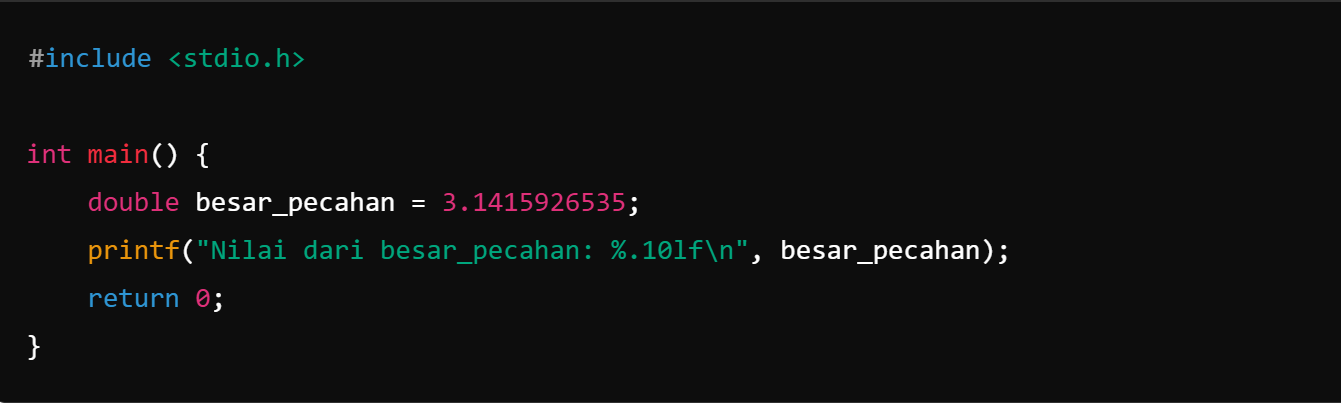 #include <stdio.h>
int main() {
    double besar_pecahan = 3.1415926535;
    printf("Nilai dari besar_pecahan: %.10lf\n", besar_pecahan);
    return 0;
}